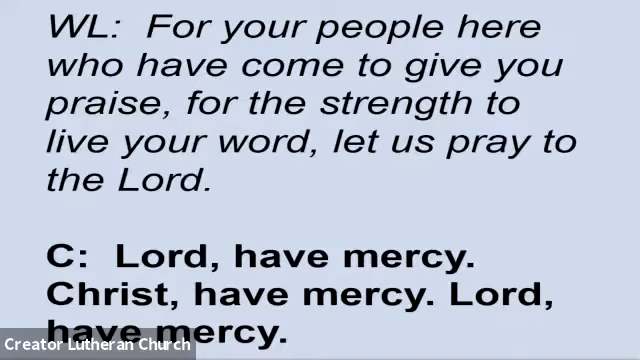 WL:  For your people here
who have come to give you
praise, for the strength to
live your word, let us pray to
the Lord.
C:  Lord, have mercy.
Christ, have mercy. Lord,
have mercy.
Creator Lutheran Church